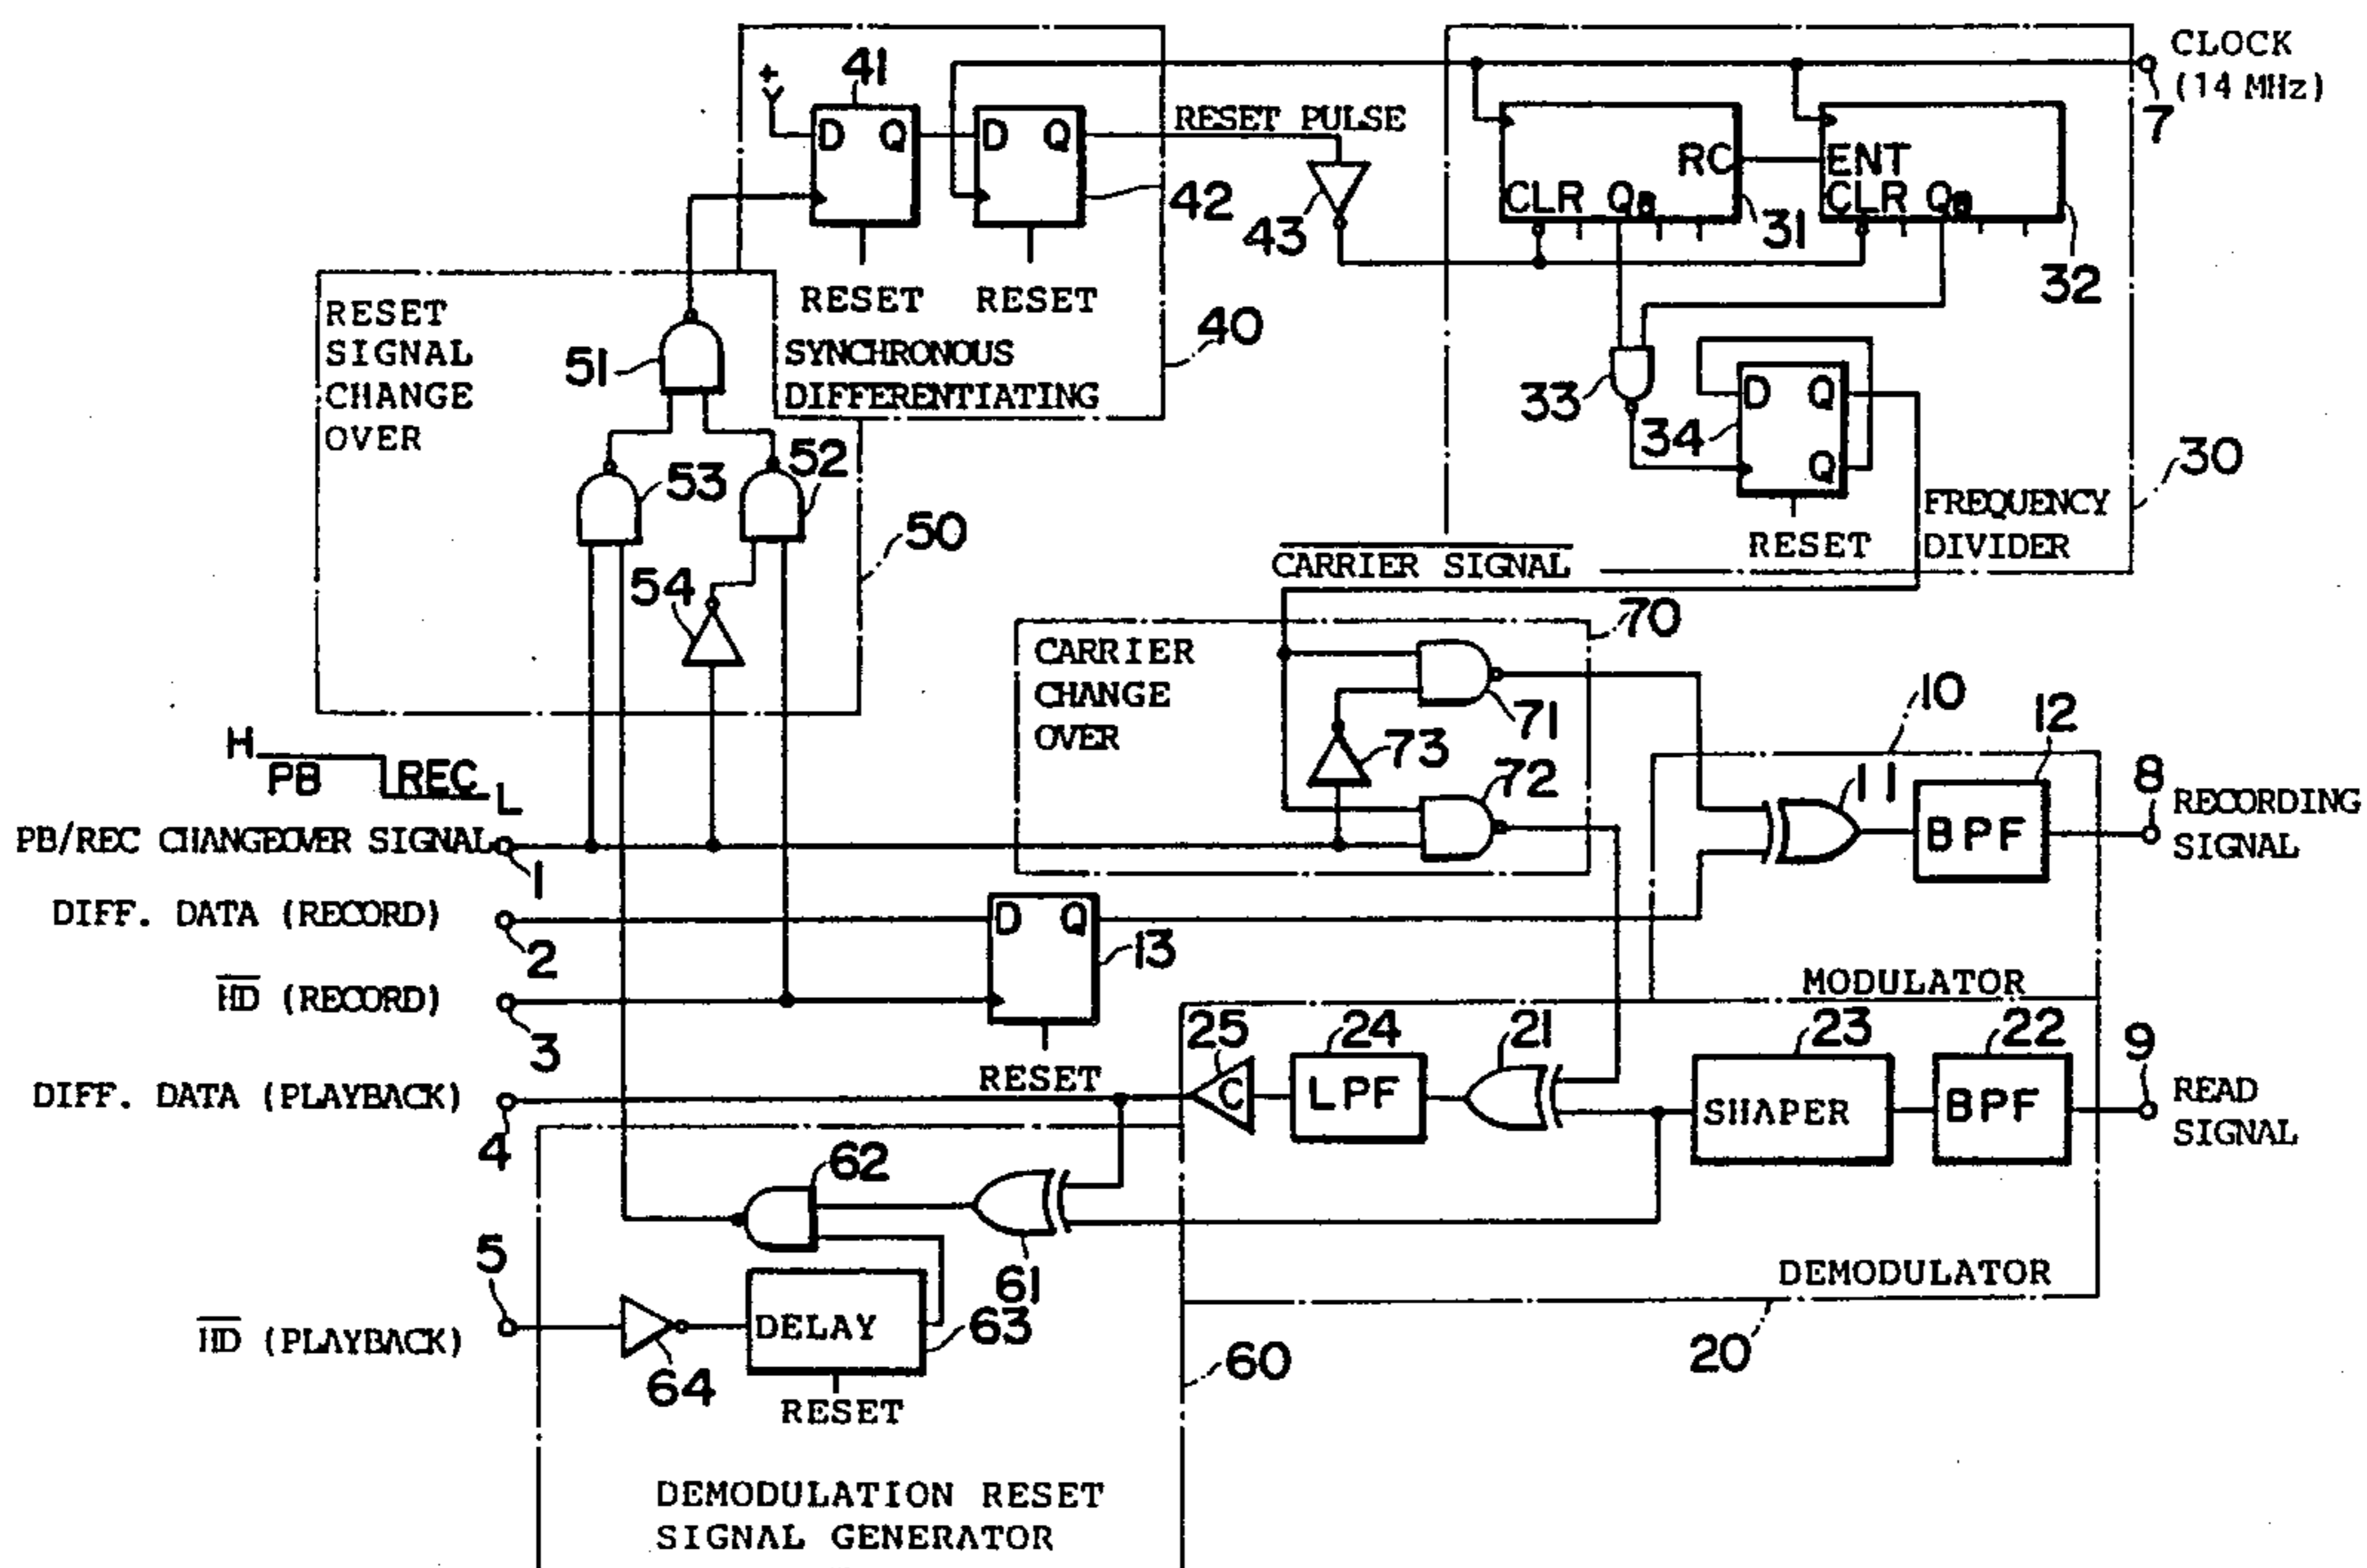 CLOCK
(14 MHz)
7
+
V
41
D Q
D Q
RESET PULSE
42
43
RC
CLR QB
31
ENT
CLR QB
32
RESET
RESET
SYNCHRONOUS
DIFFERENTIATING
40
RESET
SIGNAL
CHANGE
OVER
51
53
52
54
50
33
34
D Q
Q
RESET
FREQUENCY
DIVIDER
30
CARRIER SIGNAL
CARRIER
CHANGE
OVER
70
71
73
72
10
11
12
BPF
8
RECORDING
SIGNAL
H
PB
REC
L
PB/REC CHANGEOVER SIGNAL
1
DIFF. DATA (RECORD)
2
D Q
13
HD (RECORD)
3
RESET
MODULATOR
25
C
24
LPF
21
23
SHAPER
22
BPF
9
READ
SIGNAL
DIFF. DATA (PLAYBACK)
4
62
61
5
HD (PLAYBACK)
64
DELAY
63
RESET
60
DEMODULATOR
20
DEMODULATION RESET
SIGNAL GENERATOR